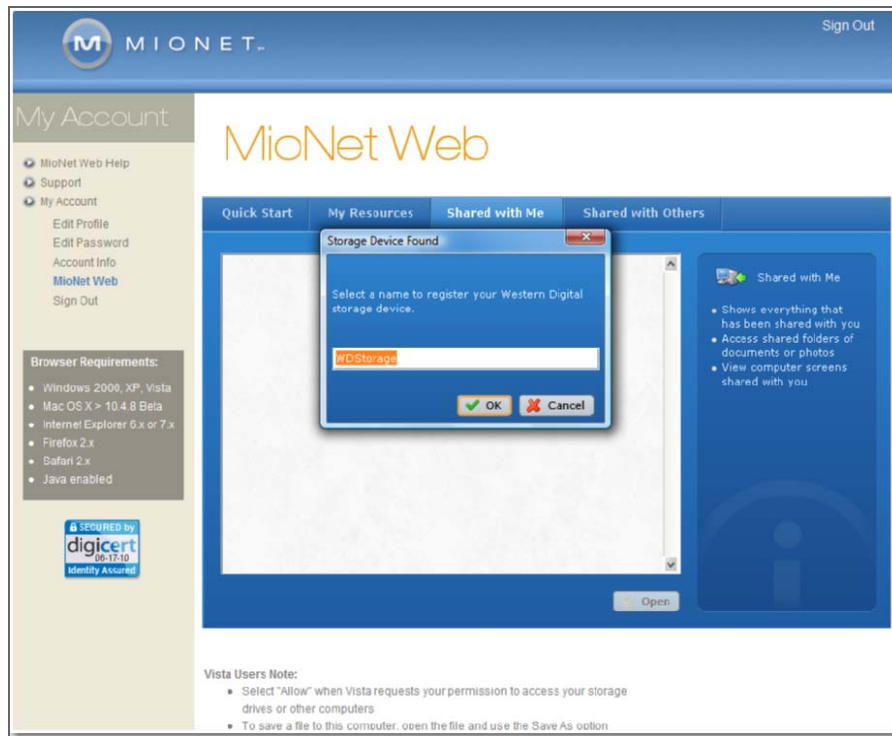 Sign Out
M MIONET™
My Account
MioNet Web Help
Support
My Account
Edit Profile
Edit Password
Account Info
MioNet Web
Sign Out
Browser Requirements:
• Windows 2000, XP, Vista
• Mac OS X > 10.4.8 Beta
• Internet Explorer 6.x or 7.x
• Firefox 2.x
• Safari 2.x
• Java enabled
SECURED by
digicert
06-17-10
Identity Assured
MioNet Web
Quick Start My Resources Shared with Me Shared with Others
Storage Device Found
Select a name to register your Western Digital
storage device.
WDStorage
OK Cancel
Open
Shared with Me
• Shows everything that
has been shared with you
• Access shared folders of
documents or photos
• View computer screens
shared with you
Vista Users Note:
• Select "Allow" when Vista requests your permission to access your storage
drives or other computers
• To save a file to this computer, open the file and use the Save As option